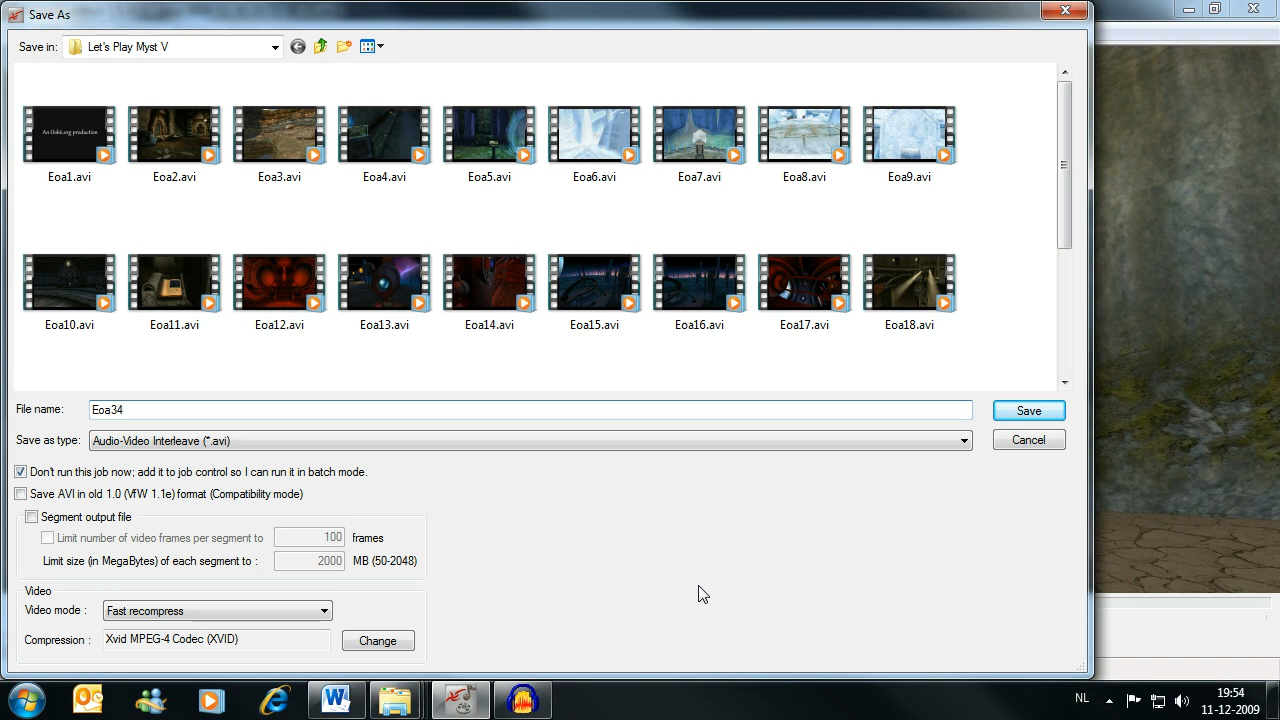 Save As
Save in: Let's Play Myst V
An Ookii.org production
Eoa1.avi Eoa2.avi Eoa3.avi Eoa4.avi Eoa5.avi Eoa6.avi Eoa7.avi Eoa8.avi Eoa9.avi
Eoa10.avi Eoa11.avi Eoa12.avi Eoa13.avi Eoa14.avi Eoa15.avi Eoa16.avi Eoa17.avi Eoa18.avi
File name: Eoa34 Save
Save as type: Audio-Video Interleave (*.avi) Cancel
Don't run this job now; add it to job control so I can run it in batch mode.
Save AVI in old 1.0 (VfW 1.1e) format (Compatibility mode)
Segment output file
Limit number of video frames per segment to 100 frames
Limit size (in MegaBytes) of each segment to : 2000 MB (50-2048)
Video
Video mode : Fast recompress
Compression : Xvid MPEG-4 Codec (XVID) Change
NL 19:54
11-12-2009